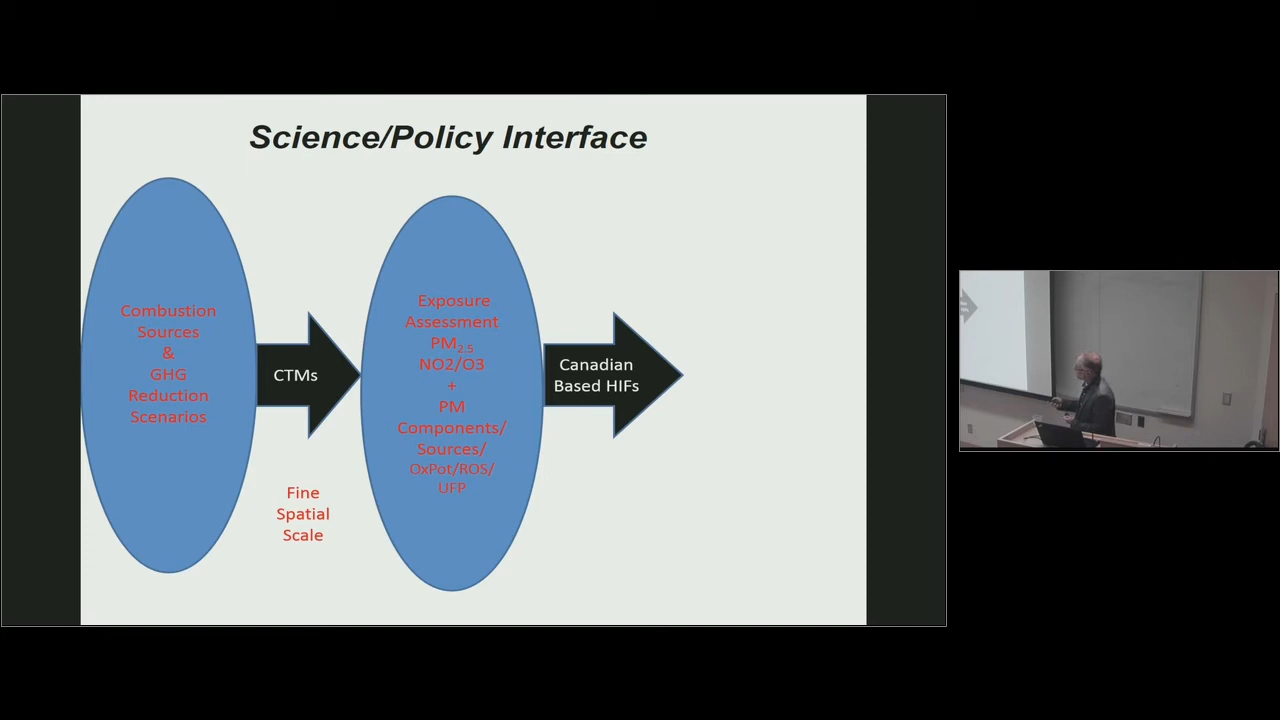 Science/Policy Interface
Combustion
Sources
&
GHG
Reduction
Scenarios
CTMs
Fine
Spatial
Scale
Exposure
Assessment
PM2.5
NO2/O3
+
PM
Components/
Sources/
OxPot/ROS/
UFP
Canadian
Based HIFs